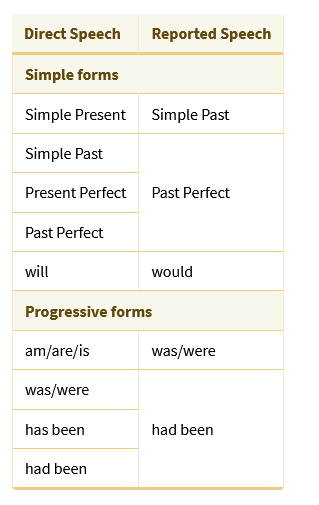 Direct Speech Reported Speech
Simple forms
Simple Present Simple Past
Simple Past
Present Perfect Past Perfect
Past Perfect
will would
Progressive forms
am/are/is was/were
was/were
has been had been
had been